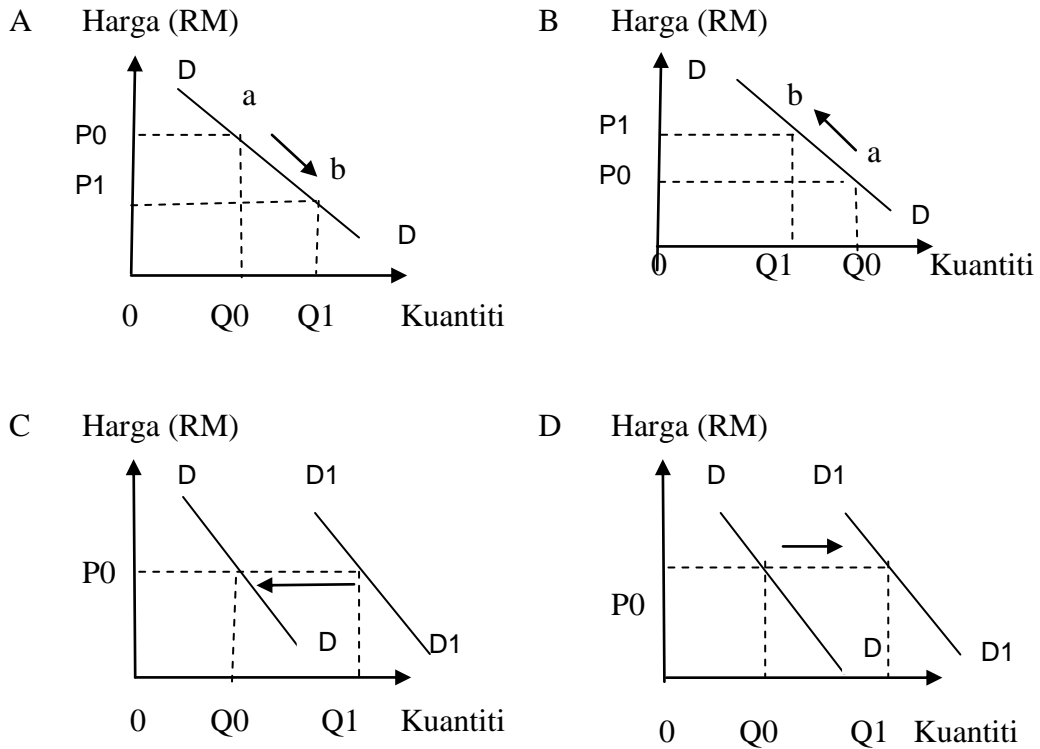 A Harga (RM)
D
a
P0
b
P1
D
0 Q0 Q1 Kuantiti
B Harga (RM)
D
b
P1
a
P0
D
0 Q1 Q0 Kuantiti
C Harga (RM)
D D1
P0
D D1
0 Q0 Q1 Kuantiti
D Harga (RM)
D D1
P0
D D1
0 Q0 Q1 Kuantiti